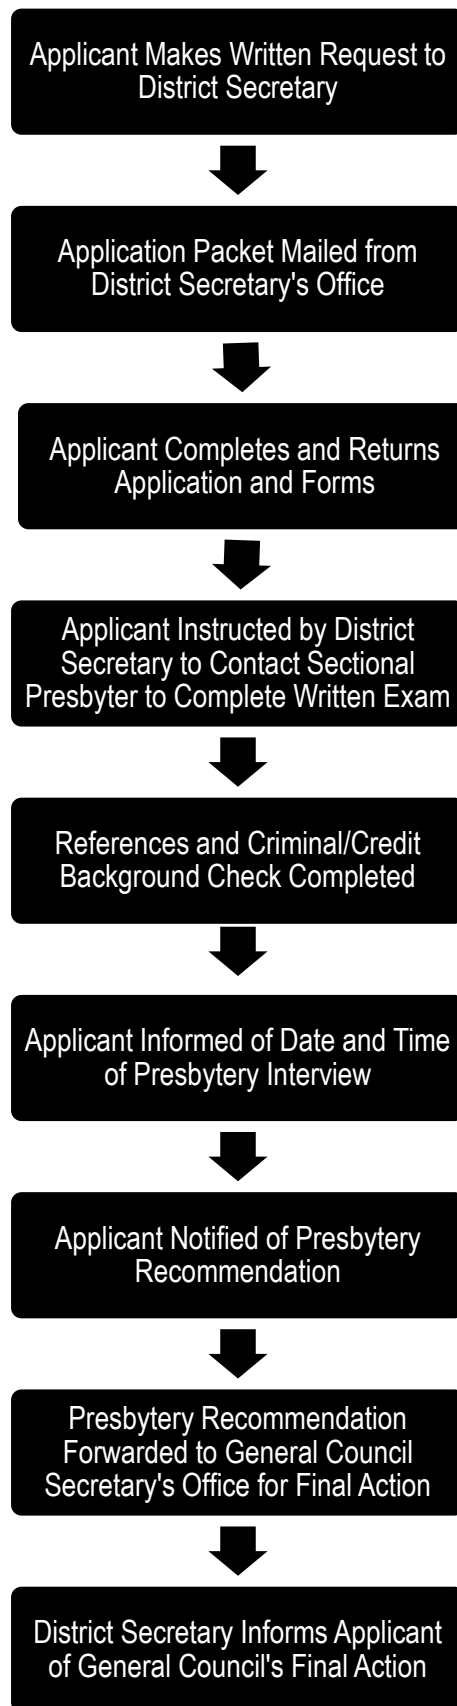 Applicant Makes Written Request to
District Secretary
Application Packet Mailed from
District Secretary's Office
Applicant Completes and Returns
Application and Forms
Applicant Instructed by District
Secretary to Contact Sectional
Presbyter to Complete Written Exam
References and Criminal/Credit
Background Check Completed
Applicant Informed of Date and Time
of Presbytery Interview
Applicant Notified of Presbytery
Recommendation
Presbytery Recommendation
Forwarded to General Council
Secretary's Office for Final Action
District Secretary Informs Applicant
of General Council's Final Action